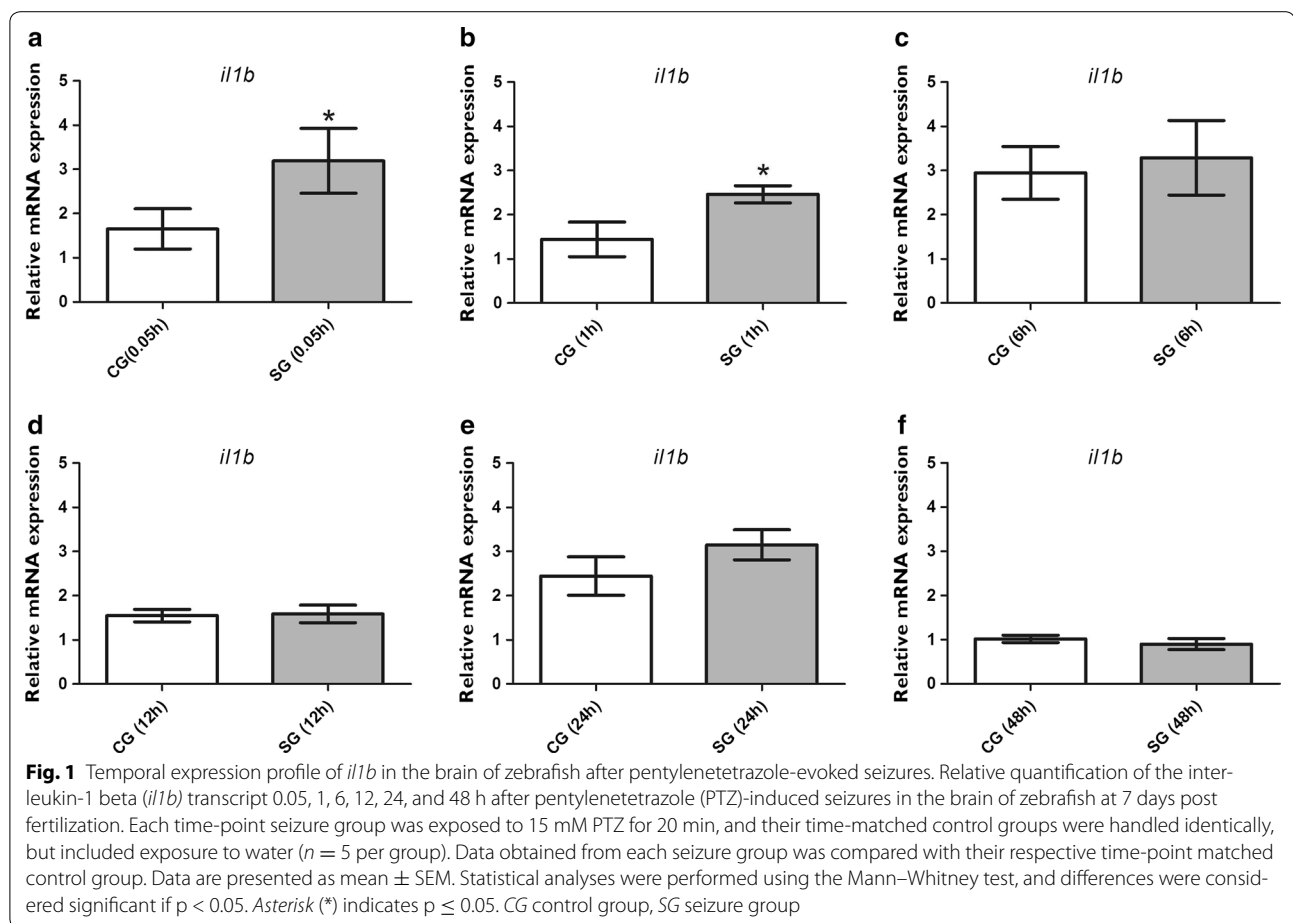 a
il1b
Relative mRNA expression
5
4
3
2
1
0
*
CG(0.05h)
SG (0.05h)
b
il1b
Relative mRNA expression
5
4
3
2
1
0
*
CG (1h)
SG (1h)
c
il1b
Relative mRNA expression
5
4
3
2
1
0
CG (6h)
SG (6h)
d
il1b
Relative mRNA expression
5
4
3
2
1
0
CG (12h)
SG (12h)
e
il1b
Relative mRNA expression
5
4
3
2
1
0
CG (24h)
SG (24h)
f
il1b
Relative mRNA expression
5
4
3
2
1
0
CG (48h)
SG (48h)
Fig. 1 Temporal expression profile of il1b in the brain of zebrafish after pentylenetetrazole-evoked seizures. Relative quantification of the inter-
leukin-1 beta (il1b) transcript 0.05, 1, 6, 12, 24, and 48 h after pentylenetetrazole (PTZ)-induced seizures in the brain of zebrafish at 7 days post
fertilization. Each time-point seizure group was exposed to 15 mM PTZ for 20 min, and their time-matched control groups were handled identically,
but included exposure to water (n = 5 per group). Data obtained from each seizure group was compared with their respective time-point matched
control group. Data are presented as mean ± SEM. Statistical analyses were performed using the Mann–Whitney test, and differences were consid-
ered significant if p < 0.05. Asterisk (*) indicates p ≤ 0.05. CG control group, SG seizure group